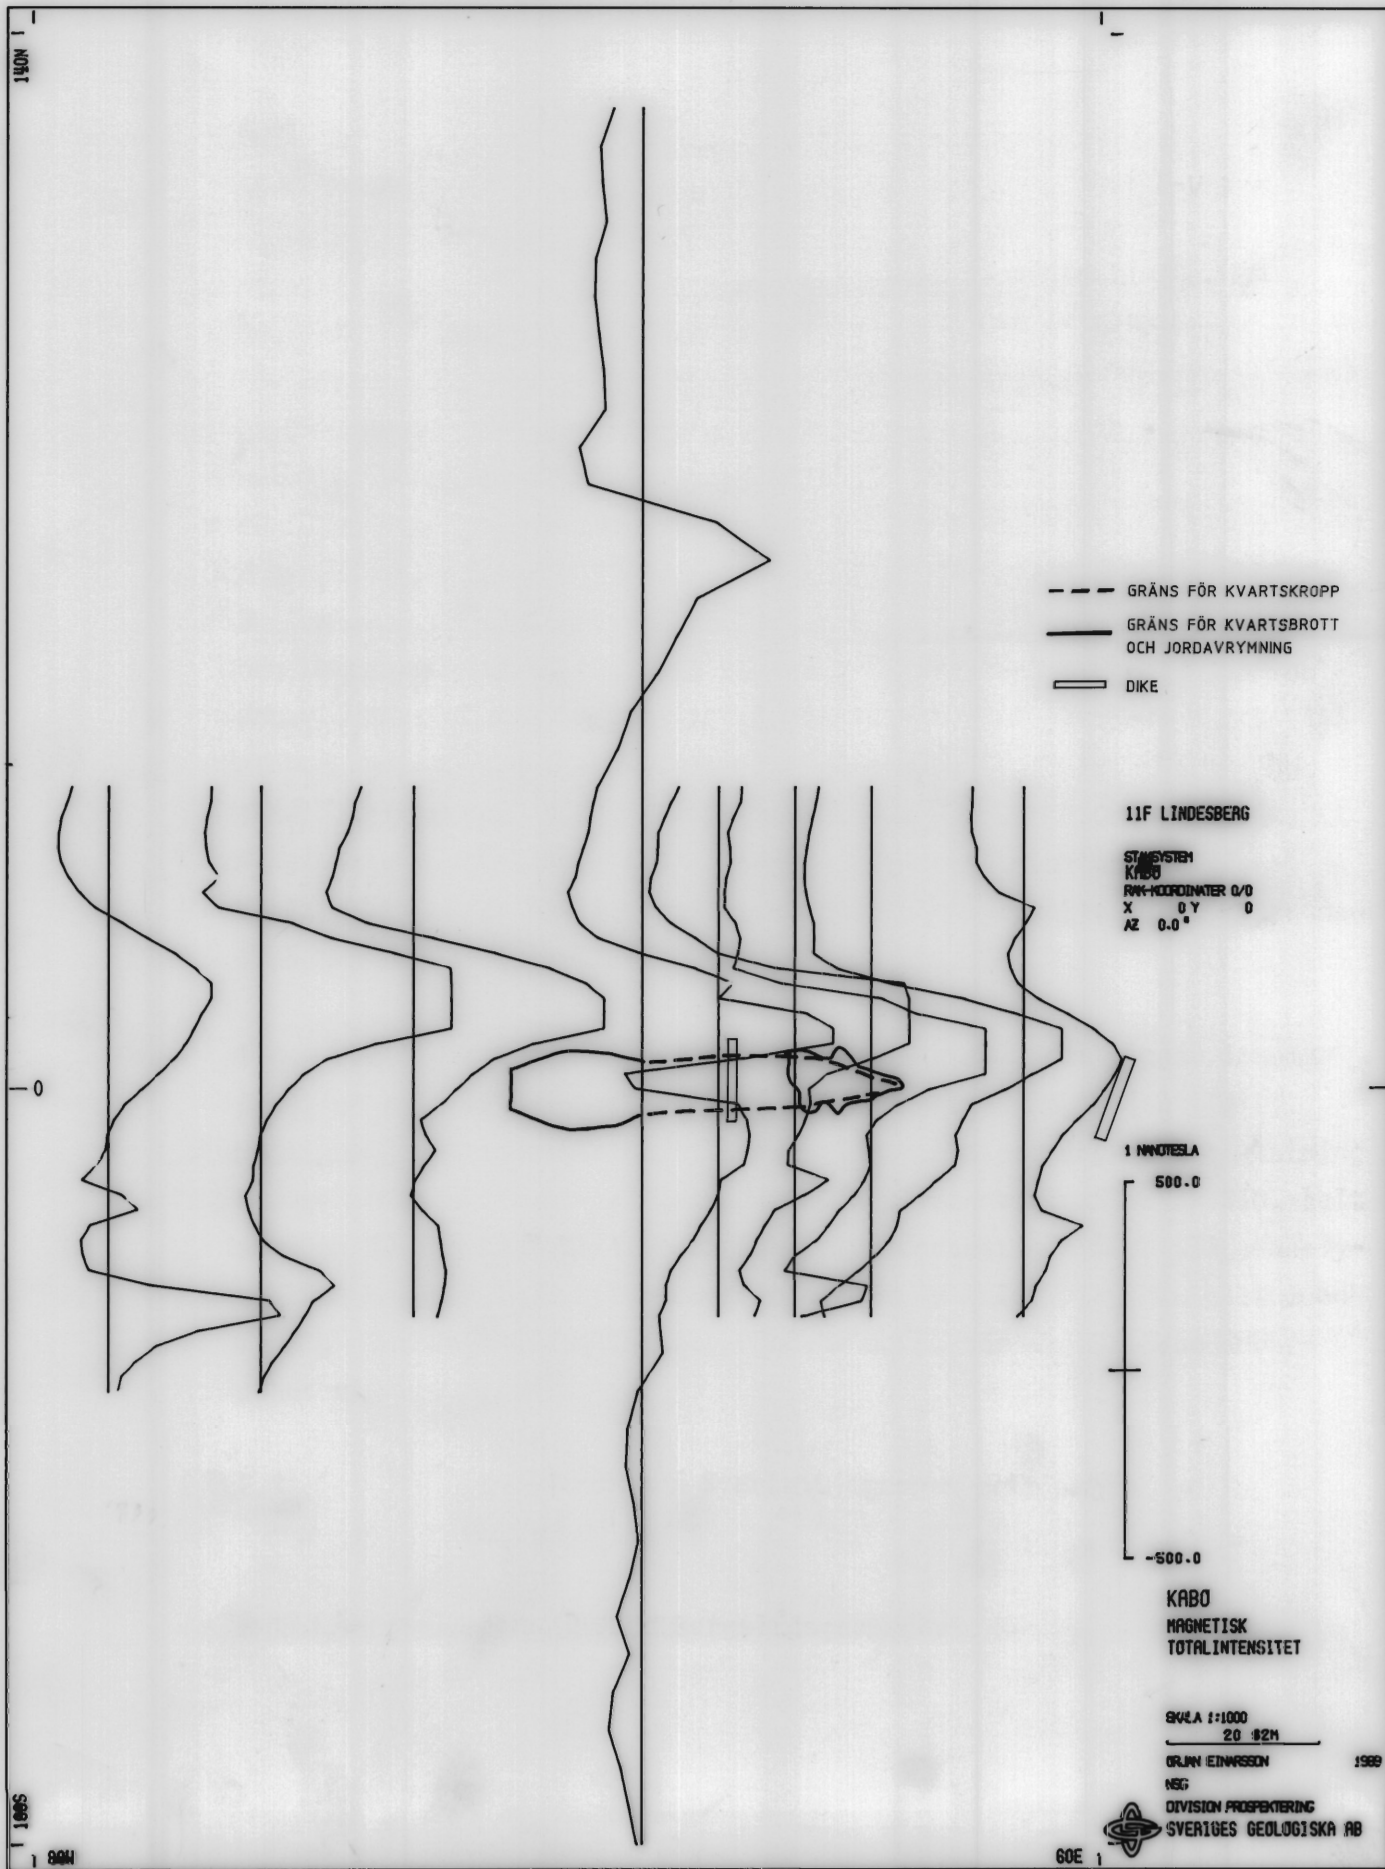 140N
GRÄNS FÖR KVARTSKROPP
GRÄNS FÖR KVARTSBROTT
OCH JORDAVRYMNING
DIKE
11F LINDESBERG
KABO
RAK-KOORDINATER 0/0
X 0 Y 0
AZ 0.0°
0
1 NANOTESLA
500.0
-500.0
KABO
MAGNETISK
TOTALINTENSITET
SKALA 1:1000
20
ORJAN EINARSSON 1989
NSG
DIVISION PROSPEKTERING
SVERIGES GEOLOGISKA AB
100S
80W
60E